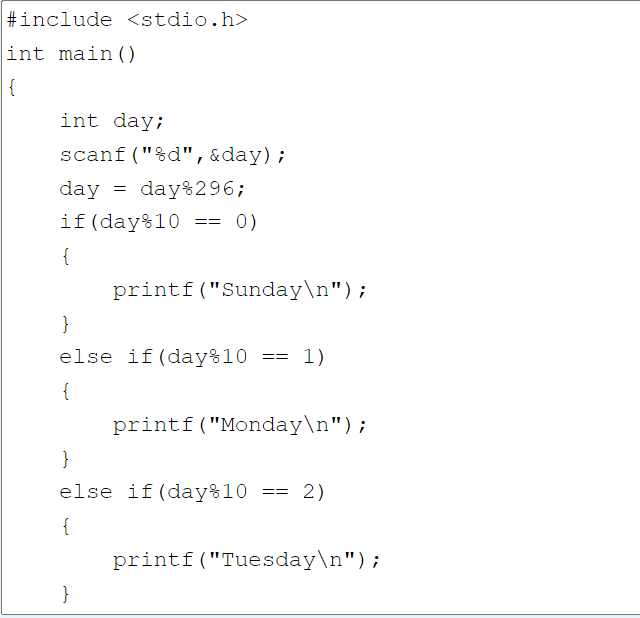 #include <stdio.h>
int main()
{
    int day;
    scanf("%d",&day);
    day = day%296;
    if(day%10 == 0)
    {
        printf("Sunday\n");
    }
    else if(day%10 == 1)
    {
        printf("Monday\n");
    }
    else if(day%10 == 2)
    {
        printf("Tuesday\n");
    }